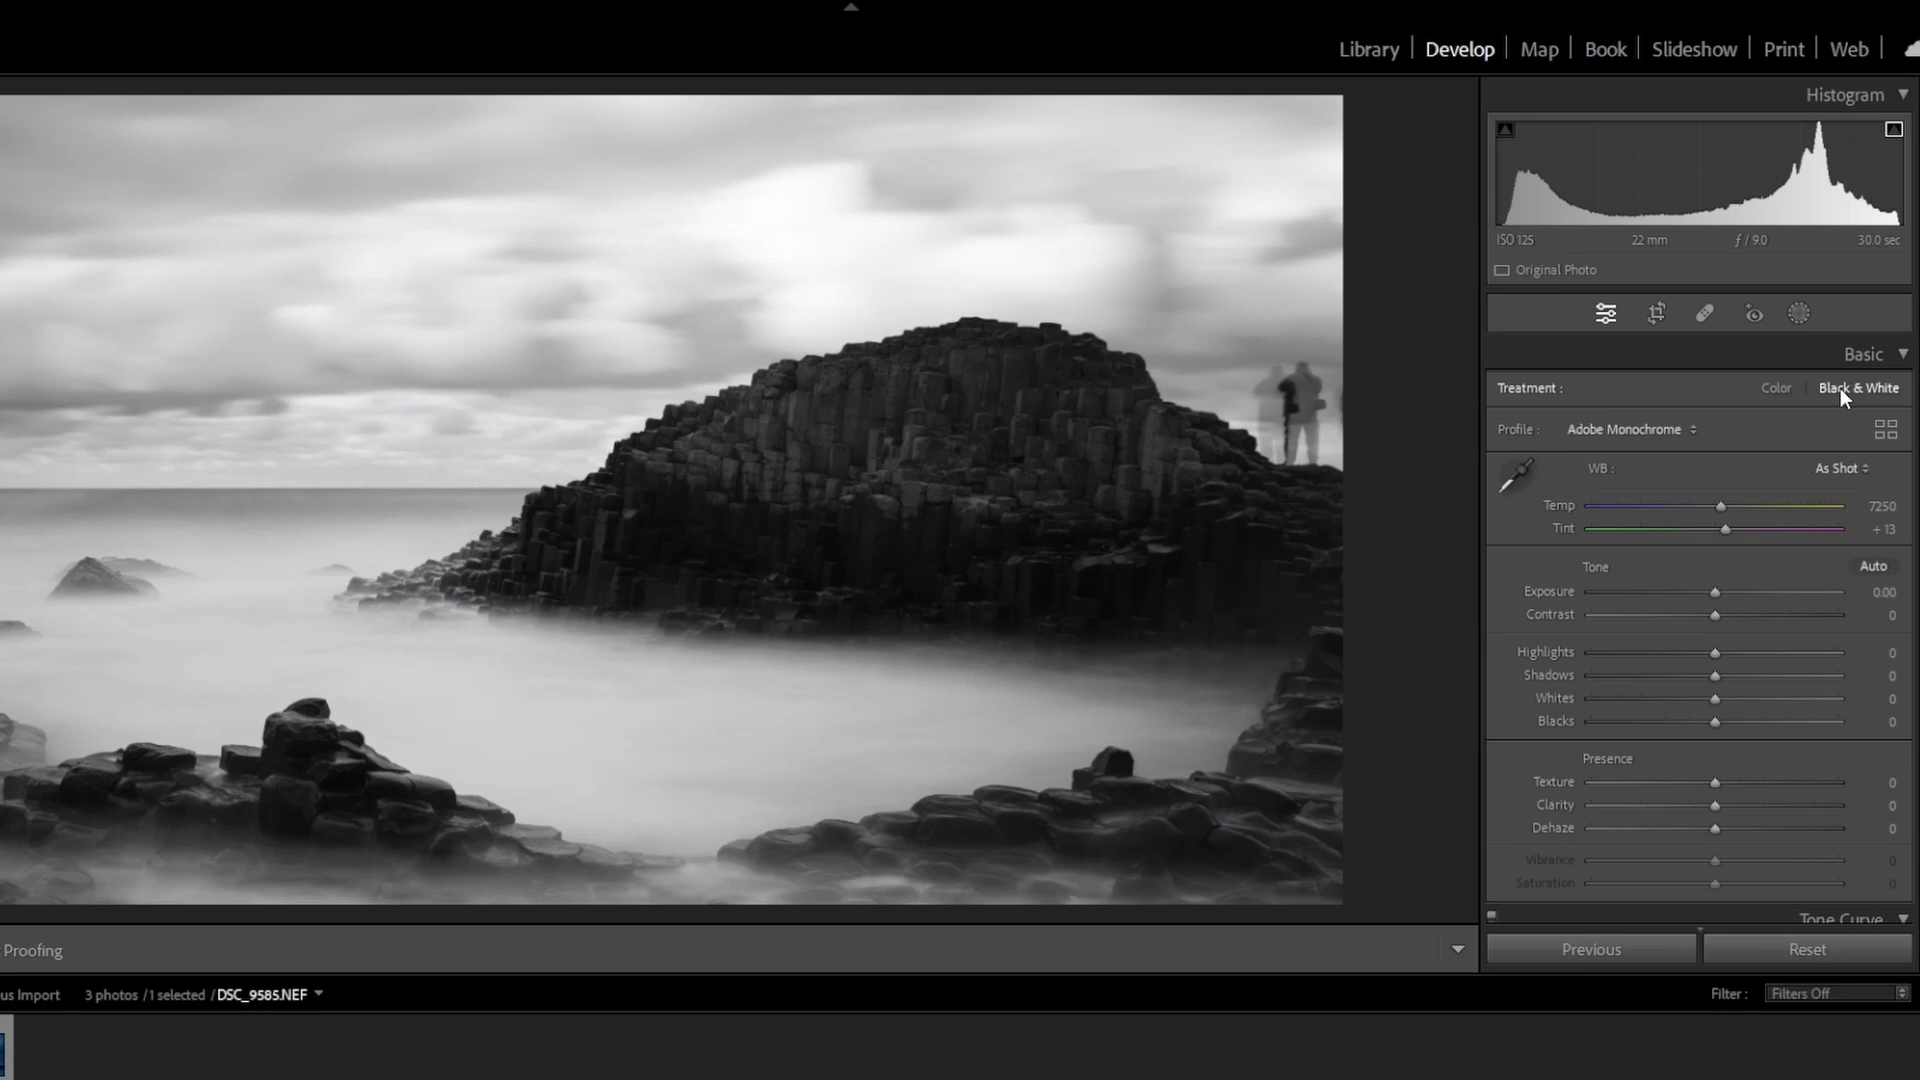 Library | Develop | Map | Book | Slideshow | Print | Web |
Histogram
ISO 125 22 mm ƒ / 9.0 30.0 sec
Original Photo
Basic
Treatment : Color Black & White
Profile : Adobe Monochrome
WB : As Shot
Temp 7250
Tint + 13
Tone Auto
Exposure 0.00
Contrast 0
Highlights 0
Shadows 0
Whites 0
Blacks 0
Presence
Texture 0
Clarity 0
Dehaze 0
Vibrance 0
Saturation 0
Tone Curve
Proofing
Previous Reset
us Import 3 photos / 1 selected / DSC_9585.NEF Filter : Filters Off